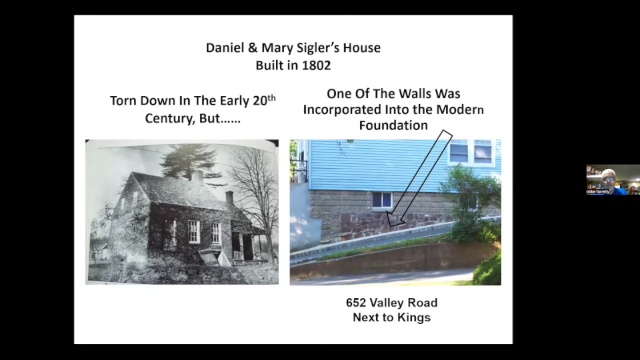 Daniel & Mary Sigler's House
Built in 1802
Torn Down In The Early 20th
Century, But......
One Of The Walls Was
Incorporated Into the Modern
Foundation
652 Valley Road
Next to Kings